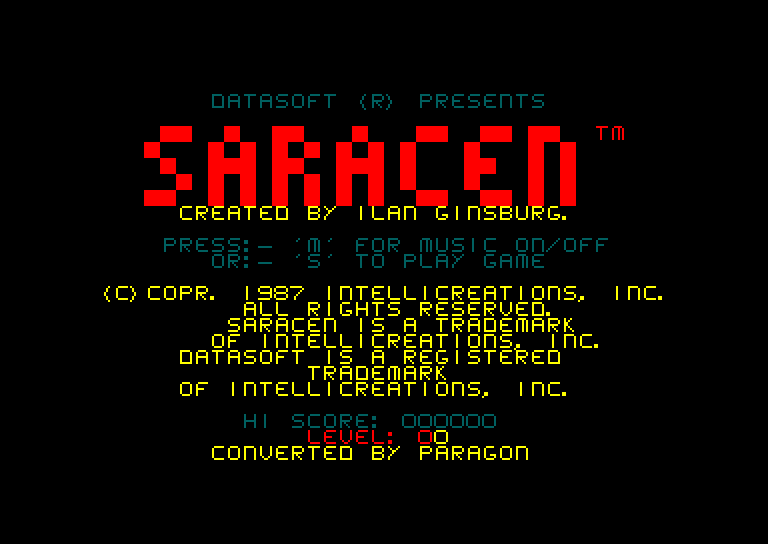 DATASOFT (R) PRESENTS
SARACEN TM
CREATED BY ILAN GINSBURG.
PRESS:- 'M' FOR MUSIC ON/OFF
OR:- 'S' TO PLAY GAME
(C) COPR. 1987 INTELLICREATIONS, INC.
ALL RIGHTS RESERVED.
SARACEN IS A TRADEMARK
OF INTELLICREATIONS, INC.
DATASOFT IS A REGISTERED
TRADEMARK
OF INTELLICREATIONS, INC.
HI SCORE: 000000
LEVEL: 00
CONVERTED BY PARAGON